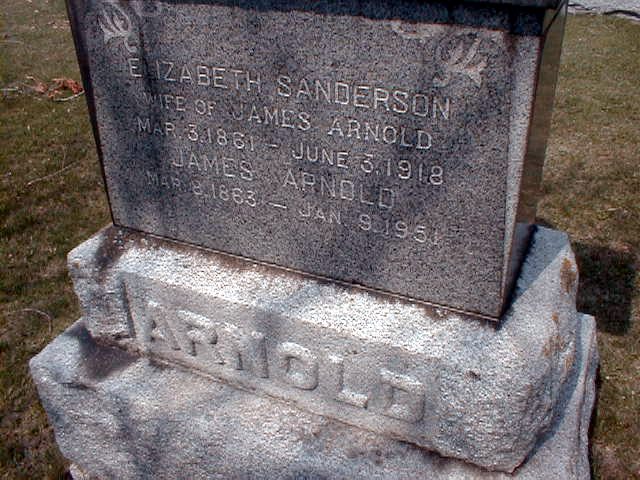 ELIZABETH SANDERSON
WIFE OF JAMES ARNOLD
MAR. 3, 1861 – JUNE 3, 1918
JAMES ARNOLD
MAR. 8, 1863 – JAN. 9, 1951
ARNOLD